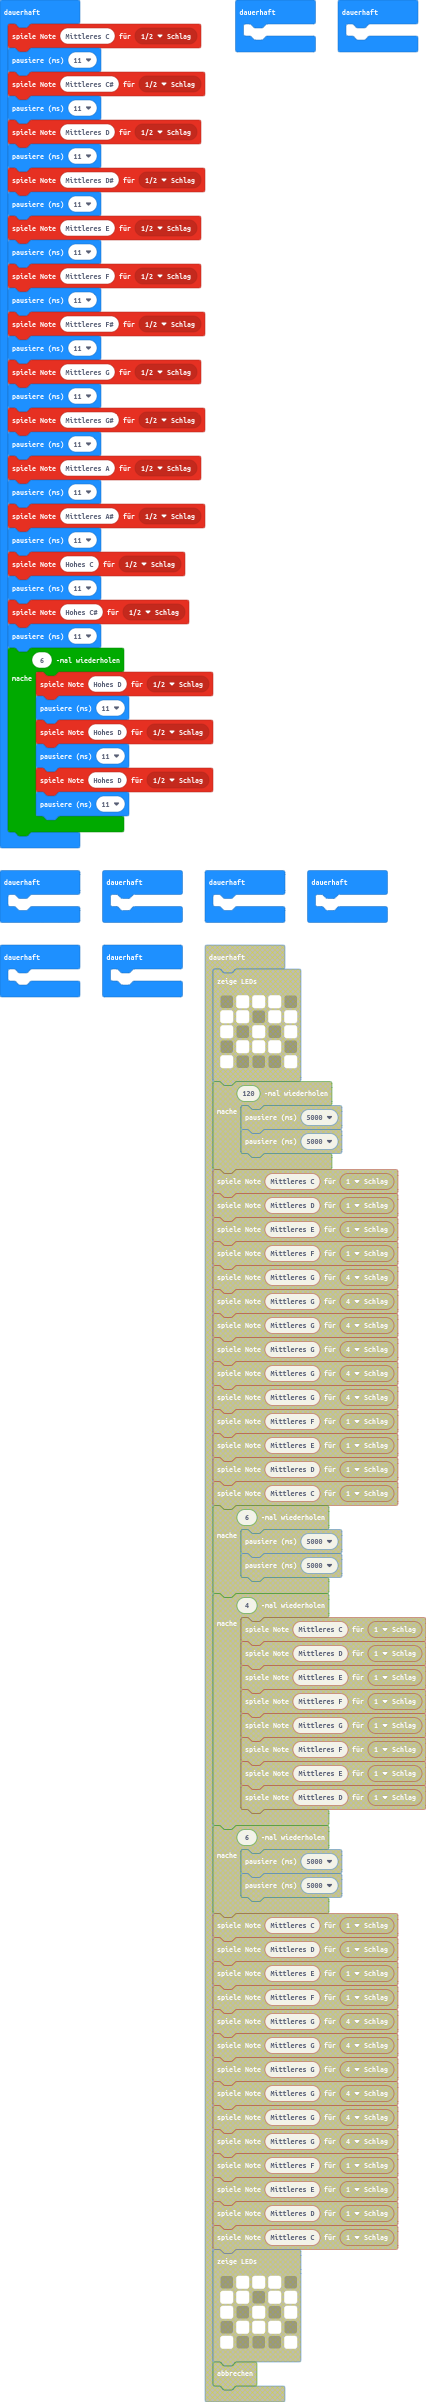 dauerhaft
spiele Note Mittleres C für 1/2 Schlag
pausiere (ms) 11
spiele Note Mittleres C# für 1/2 Schlag
pausiere (ms) 11
spiele Note Mittleres D für 1/2 Schlag
pausiere (ms) 11
spiele Note Mittleres D# für 1/2 Schlag
pausiere (ms) 11
spiele Note Mittleres E für 1/2 Schlag
pausiere (ms) 11
spiele Note Mittleres F für 1/2 Schlag
pausiere (ms) 11
spiele Note Mittleres F# für 1/2 Schlag
pausiere (ms) 11
spiele Note Mittleres G für 1/2 Schlag
pausiere (ms) 11
spiele Note Mittleres G# für 1/2 Schlag
pausiere (ms) 11
spiele Note Mittleres A für 1/2 Schlag
pausiere (ms) 11
spiele Note Mittleres A# für 1/2 Schlag
pausiere (ms) 11
spiele Note Hohes C für 1/2 Schlag
pausiere (ms) 11
spiele Note Hohes C# für 1/2 Schlag
pausiere (ms) 11
6 -mal wiederholen
mache
spiele Note Hohes D für 1/2 Schlag
pausiere (ms) 11
spiele Note Hohes D für 1/2 Schlag
pausiere (ms) 11
spiele Note Hohes D für 1/2 Schlag
pausiere (ms) 11
dauerhaft
dauerhaft
dauerhaft
dauerhaft
dauerhaft
dauerhaft
dauerhaft
dauerhaft
dauerhaft
zeige LEDs
120 -mal wiederholen
mache
pausiere (ms) 5000
pausiere (ms) 5000
spiele Note Mittleres C für 1 Schlag
spiele Note Mittleres D für 1 Schlag
spiele Note Mittleres E für 1 Schlag
spiele Note Mittleres F für 1 Schlag
spiele Note Mittleres G für 4 Schlag
spiele Note Mittleres G für 4 Schlag
spiele Note Mittleres G für 4 Schlag
spiele Note Mittleres G für 4 Schlag
spiele Note Mittleres G für 4 Schlag
spiele Note Mittleres G für 4 Schlag
spiele Note Mittleres F für 1 Schlag
spiele Note Mittleres E für 1 Schlag
spiele Note Mittleres D für 1 Schlag
spiele Note Mittleres C für 1 Schlag
6 -mal wiederholen
mache
pausiere (ms) 5000
pausiere (ms) 5000
4 -mal wiederholen
mache
spiele Note Mittleres C für 1 Schlag
spiele Note Mittleres D für 1 Schlag
spiele Note Mittleres E für 1 Schlag
spiele Note Mittleres F für 1 Schlag
spiele Note Mittleres G für 1 Schlag
spiele Note Mittleres F für 1 Schlag
spiele Note Mittleres E für 1 Schlag
spiele Note Mittleres D für 1 Schlag
6 -mal wiederholen
mache
pausiere (ms) 5000
pausiere (ms) 5000
spiele Note Mittleres C für 1 Schlag
spiele Note Mittleres D für 1 Schlag
spiele Note Mittleres E für 1 Schlag
spiele Note Mittleres F für 1 Schlag
spiele Note Mittleres G für 4 Schlag
spiele Note Mittleres G für 4 Schlag
spiele Note Mittleres G für 4 Schlag
spiele Note Mittleres G für 4 Schlag
spiele Note Mittleres G für 4 Schlag
spiele Note Mittleres G für 4 Schlag
spiele Note Mittleres F für 1 Schlag
spiele Note Mittleres E für 1 Schlag
spiele Note Mittleres D für 1 Schlag
spiele Note Mittleres C für 1 Schlag
zeige LEDs
abbrechen